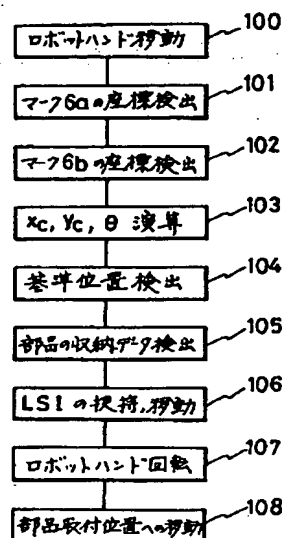 100
ロボットハンド移動
101
マーク6aの座標検出
102
マーク6bの座標検出
103
xc, Yc, θ 演算
104
基準位置検出
105
部品の収納データ検出
106
LSIの把持,移動
107
ロボットハンド回転
108
部品取付位置への移動